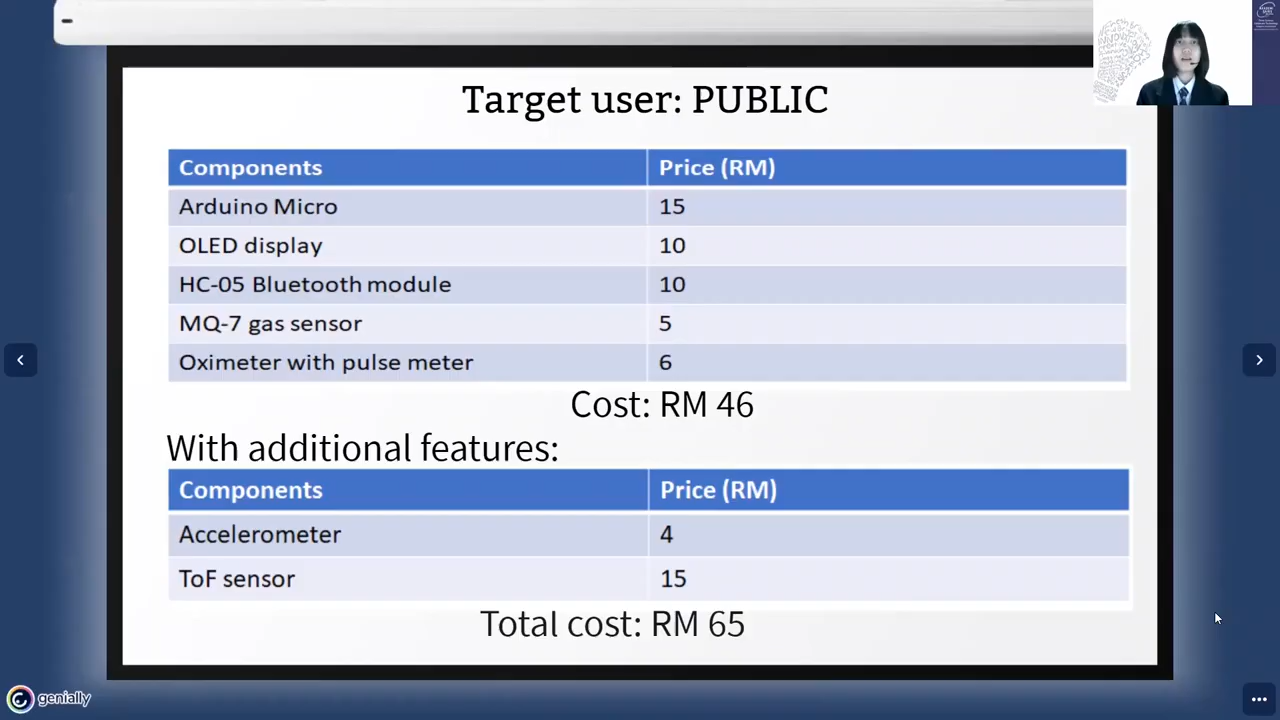 Target user: PUBLIC
Components Price (RM)
Arduino Micro 15
OLED display 10
HC-05 Bluetooth module 10
MQ-7 gas sensor 5
Oximeter with pulse meter 6
Cost: RM 46
With additional features:
Components Price (RM)
Accelerometer 4
ToF sensor 15
Total cost: RM 65
genially